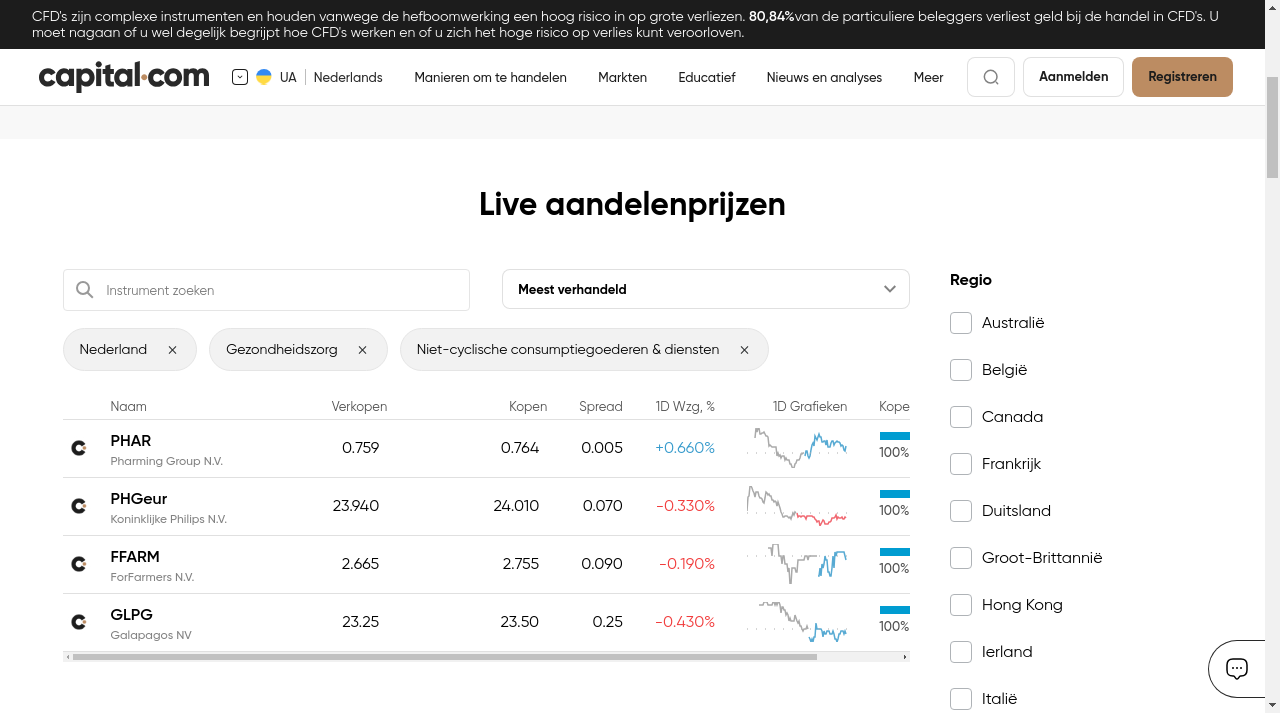 CFD's zijn complexe instrumenten en houden vanwege de hefboomwerking een hoog risico in op grote verliezen. 80,84%van de particuliere beleggers verliest geld bij de handel in CFD's. U
moet nagaan of u wel degelijk begrijpt hoe CFD's werken en of u zich het hoge risico op verlies kunt veroorloven.
capital.com UA Nederlands Manieren om te handelen Markten Educatief Nieuws en analyses Meer Aanmelden Registreren
Live aandelenprijzen
Instrument zoeken
Meest verhandeld
Nederland
Gezondheidszorg
Niet-cyclische consumptiegoederen & diensten
Naam Verkopen Kopen Spread 1D Wzg, % 1D Grafieken Kope
PHAR 0.759 0.764 0.005 +0.660% 100%
Pharming Group N.V.
PHGeur 23.940 24.010 0.070 -0.330% 100%
Koninklijke Philips N.V.
FFARM 2.665 2.755 0.090 -0.190% 100%
ForFarmers N.V.
GLPG 23.25 23.50 0.25 -0.430% 100%
Galapagos NV
Regio
Australië
België
Canada
Frankrijk
Duitsland
Groot-Brittannië
Hong Kong
Ierland
Italië